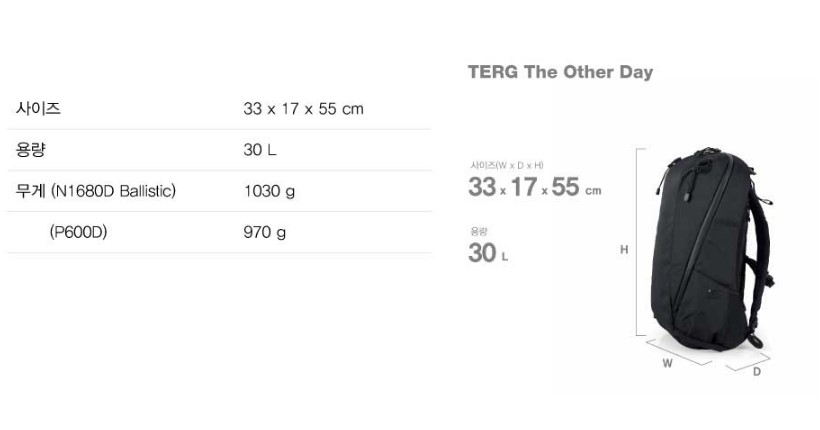 사이즈 33 x 17 x 55 cm
용량 30 L
무게 (N1680D Ballistic) 1030 g
(P600D) 970 g
TERG The Other Day
사이즈(W x D x H)
33 x 17 x 55 cm
용량
30 L
H
W
D